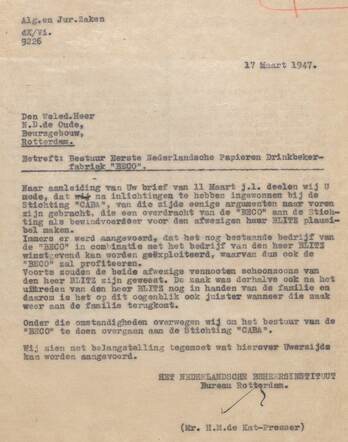 Alg.en Jur.Zaken
dX/Vi.
9226
17 Maart 1947.
Den Weled.Heer
N.D.de Oude,
Beursgebouw,
Rotterdam.
Betreft: Bestuur Eerste Nederlandsche Papieren Drinkbeker-
fabriek "BECO".
Naar aanleiding van Uw brief van 11 Maart j.l. deelen wij U
mede, dat wij na inlichtingen te hebben ingewonnen bij de
Stichting "CABA", van die zijde eenige argumenten naar voren
zijn gebracht, die een overdracht van de "BECO" aan de Sticht-
ing als bewindvoerder voor den afwezigen heer BLITZ plausi-
bel maken.
Immers er werd aangevoerd, dat het nog bestaande bedrijf van
de "BECO" in combinatie met het bedrijf van den heer BLITZ
winstgevend kan worden geëxploiteerd, waarvan dus ook de
"BECO" zal profiteeren.
Voorts zouden de beide afwezige vennooten schoonzoons van
den heer BLITZ zijn geweest. De zaak was derhalve ook na het
uittreden van den heer BLITZ nog in handen van de familie en
daarom is het op dit oogenblik ook juister wanneer die zaak
weer aan de familie terugkomt.
Onder die omstandigheden overwegen wij om het bestuur van de
"BECO" te doen overgaan aan de Stichting "CABA".
Wij zien met belangstelling tegemoet wat hierover Uwerzijds
kan worden aangevoerd.
HET NEDERLANDSCHE BEHEERSINSTITUUT
Bureau Rotterdam.
(Mr. H.M.de Kat-Presser)